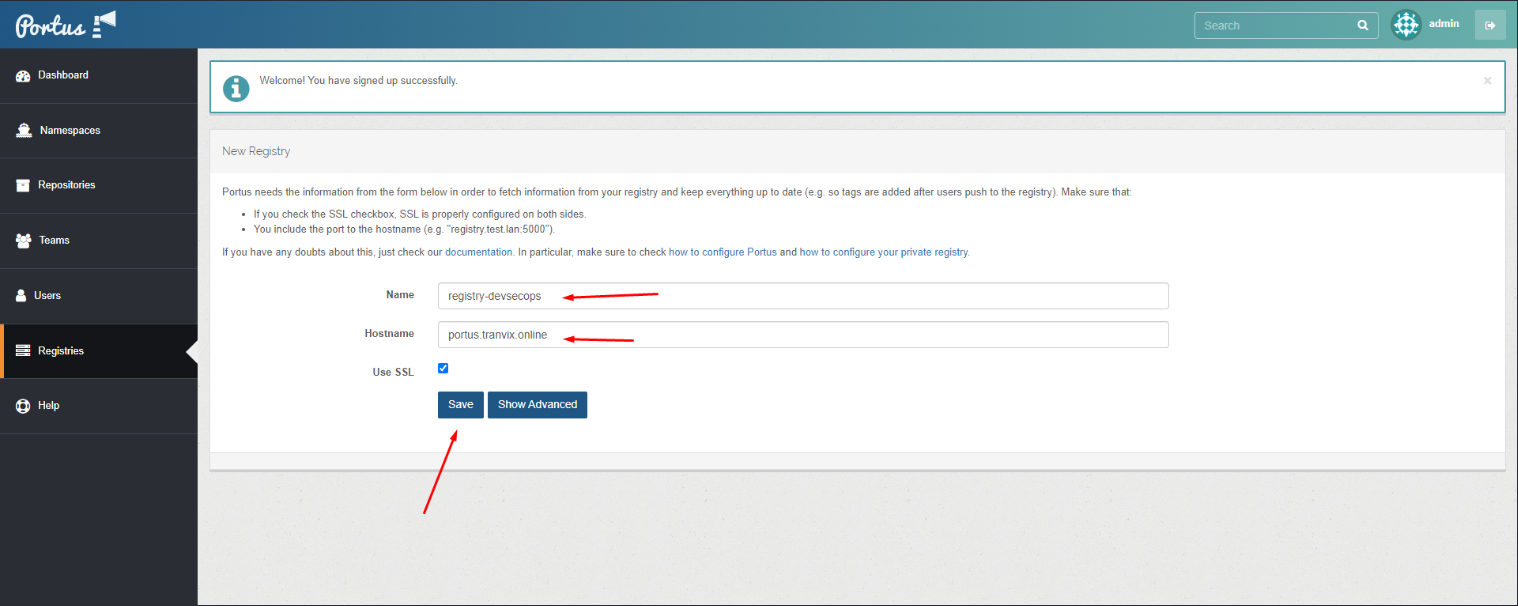 Portus
Search
admin
Dashboard
Namespaces
Repositories
Teams
Users
Registries
Help
Welcome! You have signed up successfully.
×
New Registry
Portus needs the information from the form below in order to fetch information from your registry and keep everything up to date (e.g. so tags are added after users push to the registry). Make sure that:
• If you check the SSL checkbox, SSL is properly configured on both sides.
• You include the port to the hostname (e.g. "registry.test.lan:5000").
If you have any doubts about this, just check our documentation. In particular, make sure to check how to configure Portus and how to configure your private registry.
Name
registry-devsecops
Hostname
portus.tranvix.online
Use SSL
Save
Show Advanced